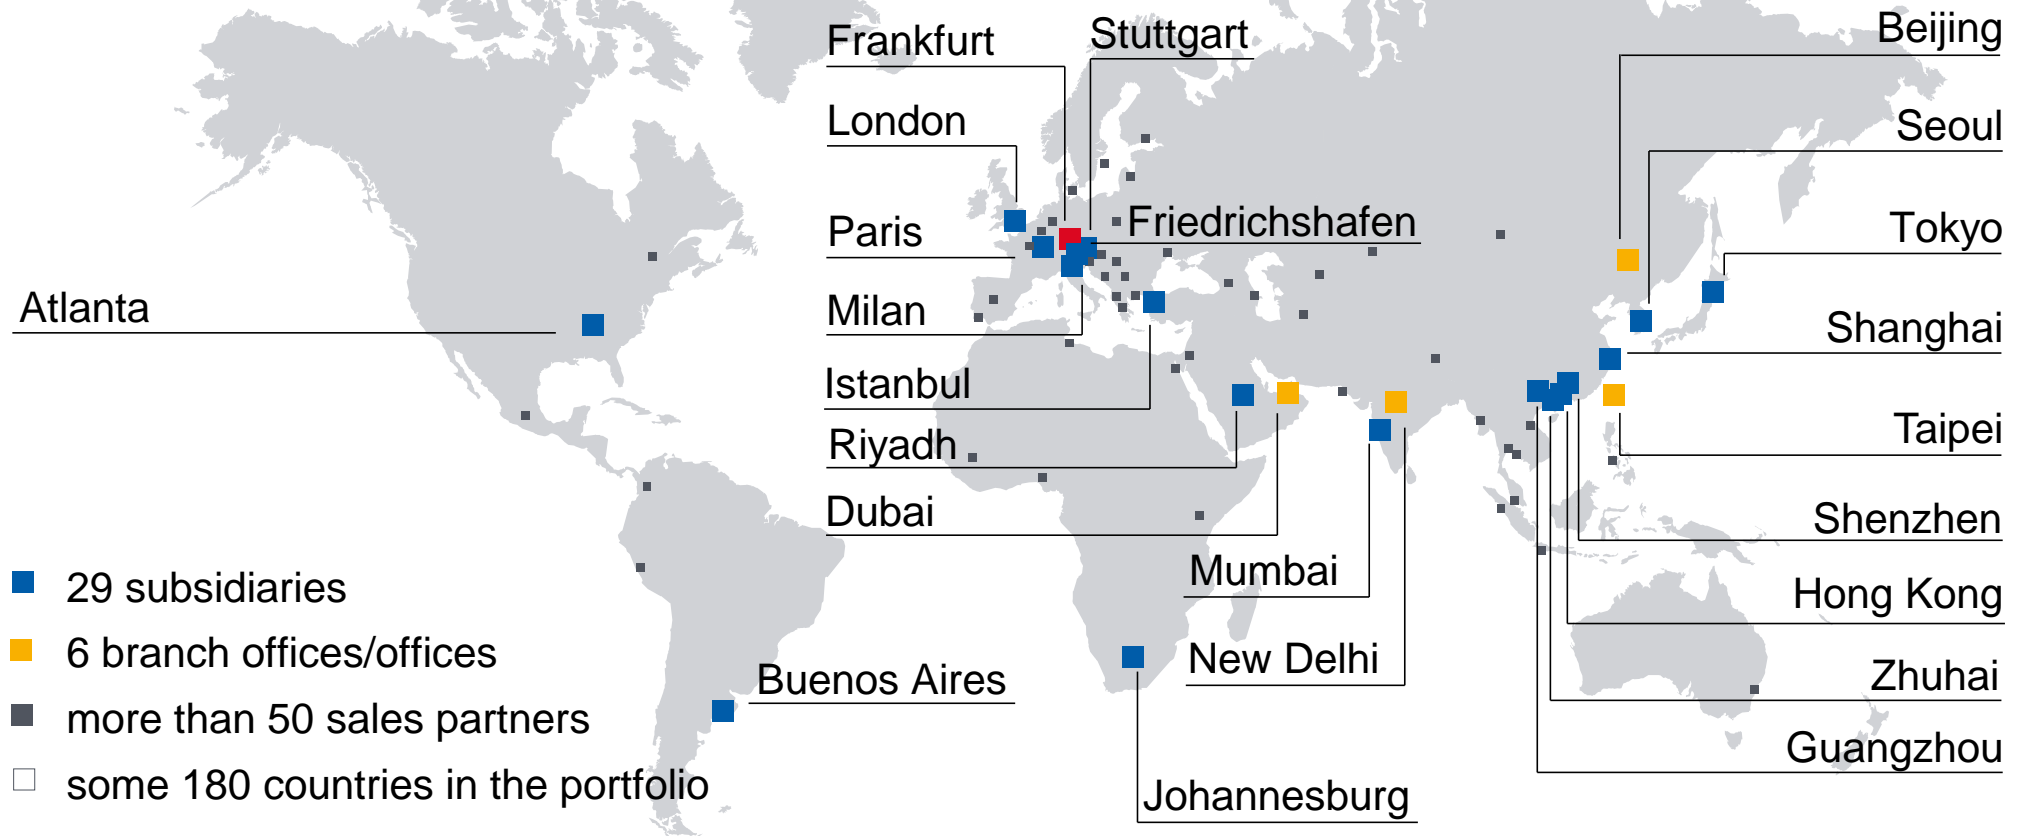 Frankfurt
Stuttgart
Beijing
London
Seoul
Paris
Friedrichshafen
Tokyo
Atlanta
Milan
Shanghai
Istanbul
Riyadh
Taipei
Dubai
Shenzhen
Mumbai
Hong Kong
New Delhi
Zhuhai
Buenos Aires
Guangzhou
Johannesburg
29 subsidiaries
6 branch offices/offices
more than 50 sales partners
some 180 countries in the portfolio